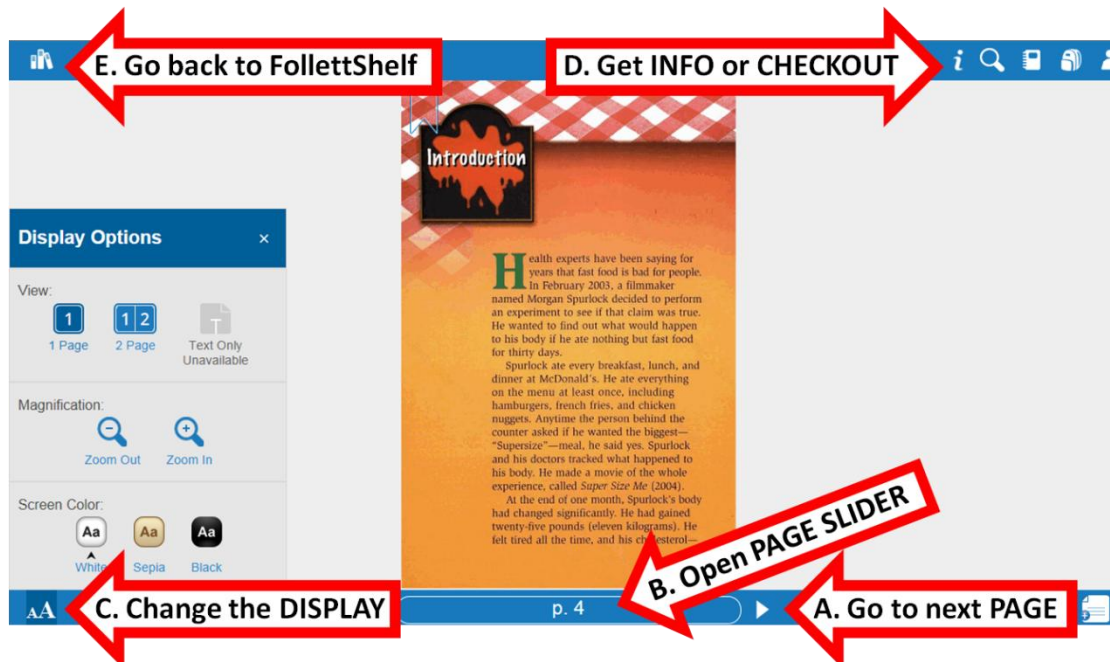 E. Go back to FollettShelf
D. Get INFO or CHECKOUT
i
Introduction
Display Options ×
View:
1
1 2
T
1 Page
2 Page
Text Only
Unavailable
Magnification:
Zoom Out
Zoom In
Screen Color:
Aa
Aa
Aa
White
Sepia
Black
Health experts have been saying for
years that fast food is bad for people.
In February 2003, a filmmaker
named Morgan Spurlock decided to perform
an experiment to see if that claim was true.
He wanted to find out what would happen
to his body if he ate nothing but fast food
for thirty days.
Spurlock ate every breakfast, lunch, and
dinner at McDonald's. He ate everything
on the menu at least once, including
hamburgers, french fries, and chicken
nuggets. Anytime the person behind the
counter asked if he wanted the biggest—
“Supersize”—meal, he said yes. Spurlock
and his doctors tracked what happened to
his body. He made a movie of the whole
experience, called Super Size Me (2004).
At the end of one month, Spurlock's body
had changed significantly. He had gained
twenty-five pounds (eleven kilograms). He
felt tired all the time, and his cholesterol—
B. Open PAGE SLIDER
AA
C. Change the DISPLAY
p. 4
A. Go to next PAGE